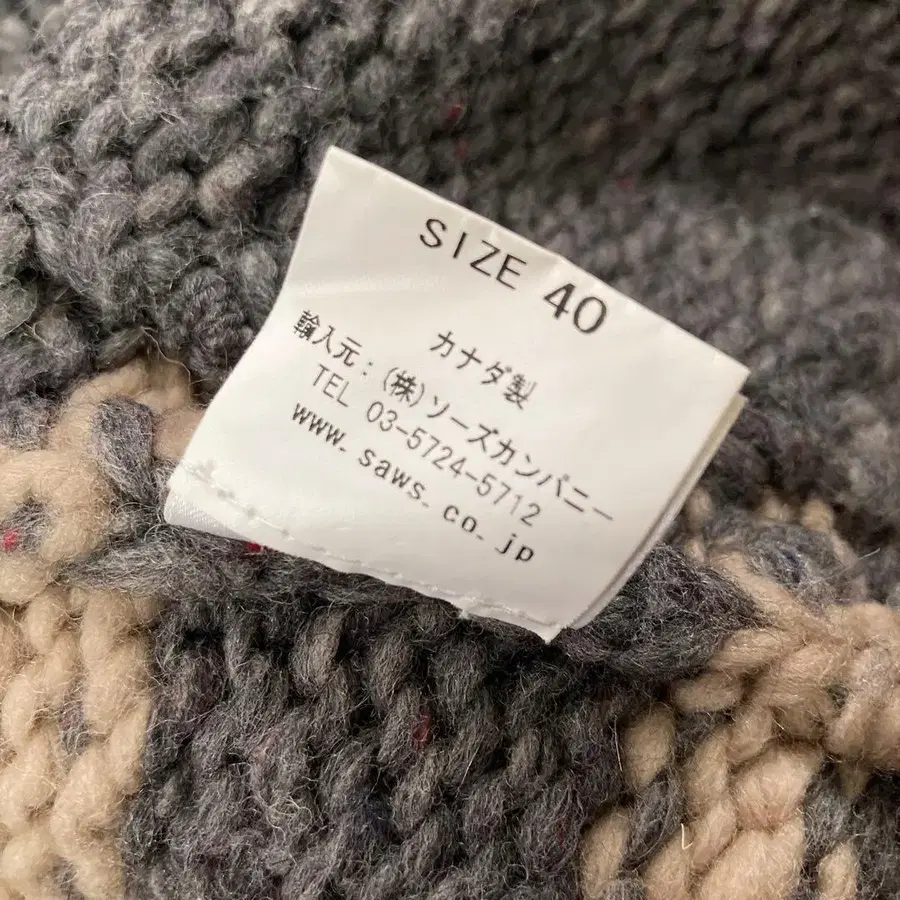 SIZE 40
カナダ製
輸入元：(株)ソーズカンパニー
TEL 03-5724-5712
www.saws.co.jp